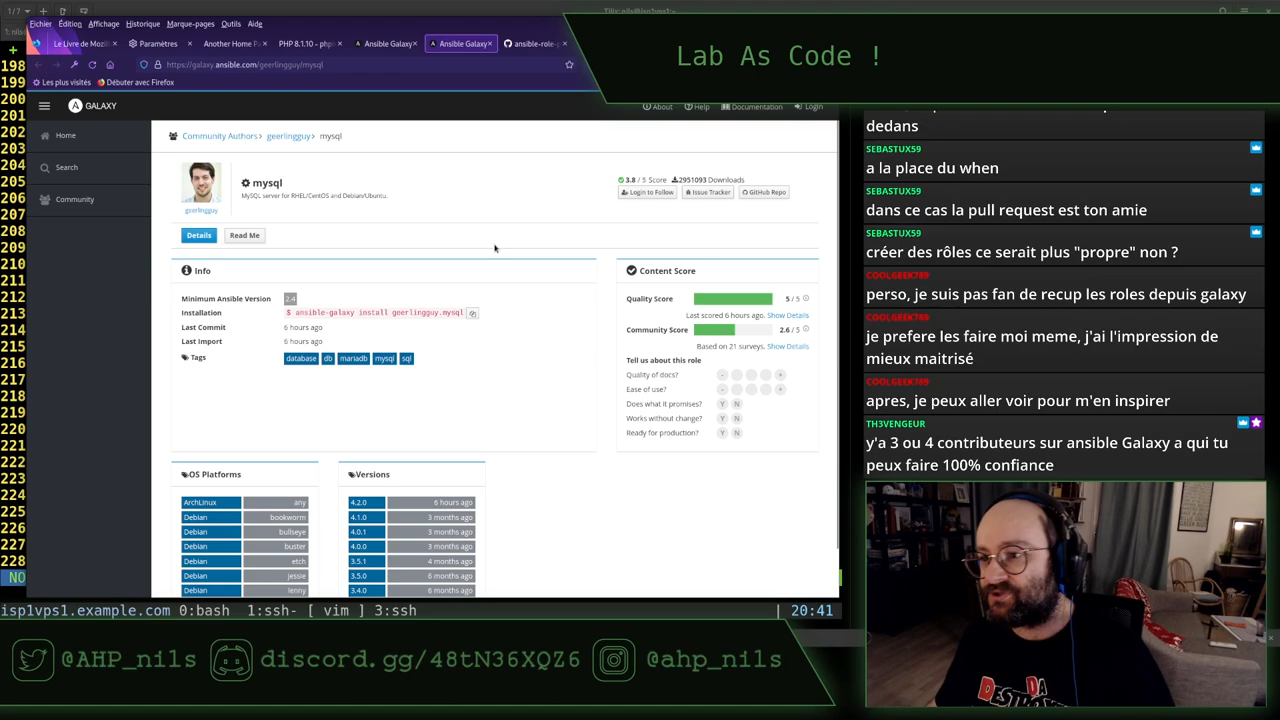 1/7
Tilix: nils@isp1vps1:~
Fichier Édition Affichage Historique Marque-pages Outils Aide
Le Livre de Mozil
Paramètres
Another Home P
PHP 8.1.10 - phpi
Ansible Galaxy
Ansible Galaxy
ansible-role-
https://galaxy.ansible.com/geerlingguy/mysql
Les plus visités
Débuter avec Firefox
Lab As Code !
198
199
200
201
202
203
204
205
206
207
208
209
210
211
212
213
214
215
216
217
218
219
220
221
222
223
224
225
226
227
228
NO
GALAXY
About
Help
Documentation
Login
Home
Search
Community
Community Authors> geerlingguy> mysql
geerlingguy
mysql
MySQL server for RHEL/CentOS and Debian/Ubuntu.
3.8 / 5 Score 2951093 Downloads
Login to Follow
Issue Tracker
GitHub Repo
Details
Read Me
Info
Minimum Ansible Version 2.4
Installation $ ansible-galaxy install geerlingguy.mysql
Last Commit 6 hours ago
Last Import 6 hours ago
Tags database db mariadb mysql sql
Content Score
Quality Score 5 / 5
Last scored 6 hours ago. Show Details
Community Score 2.6 / 5
Based on 21 surveys. Show Details
Tell us about this role
Quality of docs? - +
Ease of use? - +
Does what it promises? Y N
Works without change? Y N
Ready for production? Y N
OS Platforms
ArchLinux any
Debian bookworm
Debian bullseye
Debian buster
Debian etch
Debian jessie
Debian lenny
Versions
4.2.0 6 hours ago
4.1.0 3 months ago
4.0.1 3 months ago
4.0.0 3 months ago
3.5.1 4 months ago
3.5.0 6 months ago
3.4.0 6 months ago
isp1vps1.example.com 0:bash 1:ssh- [ vim ] 3:ssh | 20:41
dedans
SEBASTUX59
a la place du when
SEBASTUX59
dans ce cas la pull request est ton amie
SEBASTUX59
créer des rôles ce serait plus "propre" non ?
COOLGEEK789
perso, je suis pas fan de recup les roles depuis galaxy
COOLGEEK789
je prefere les faire moi meme, j'ai l'impression de
mieux maitrisé
COOLGEEK789
apres, je peux aller voir pour m'en inspirer
TH3VENGEUR
y'a 3 ou 4 contributeurs sur ansible Galaxy a qui tu
peux faire 100% confiance
DA
@AHP_nils
discord.gg/48tN36XQZ6
@ahp_nils